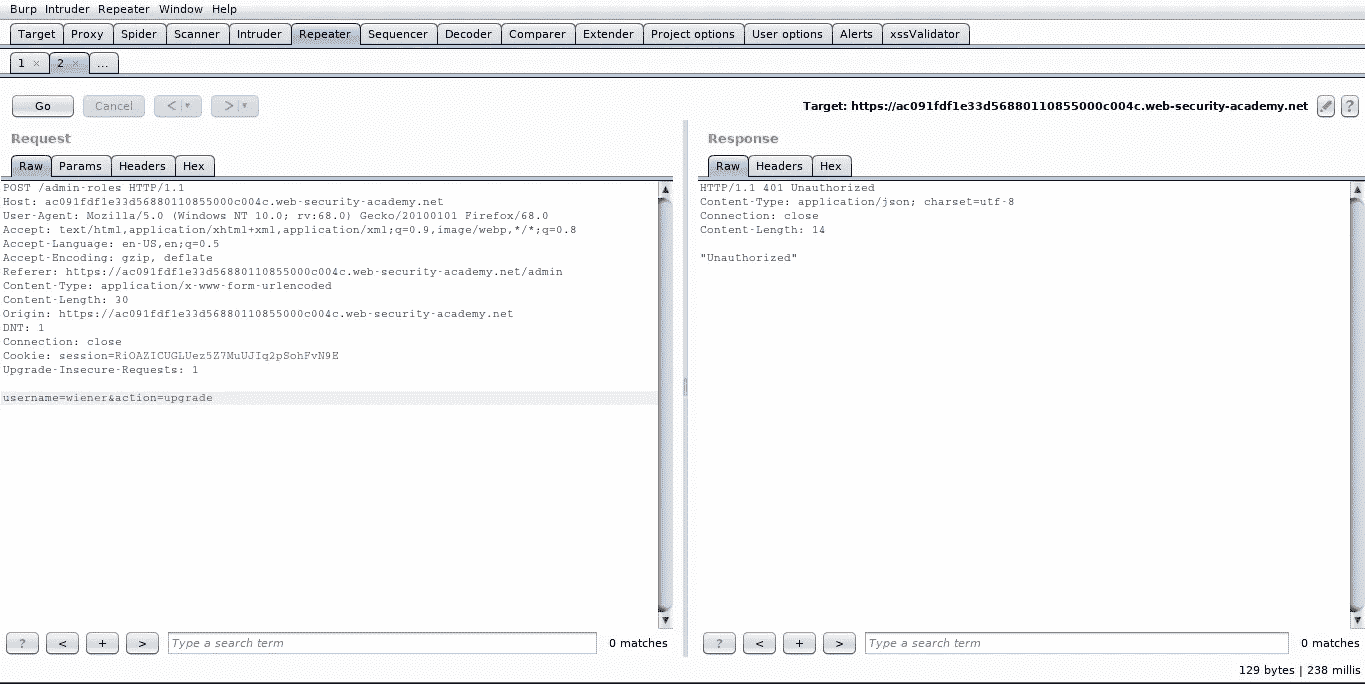 Burp Intruder Repeater Window Help
Target Proxy Spider Scanner Intruder Repeater Sequencer Decoder Comparer Extender Project options User options Alerts xssValidator
1 × 2 × ...
Go Cancel < > Target: https://ac091fdf1e33d56880110855000c004c.web-security-academy.net ?
Request
Raw Params Headers Hex
POST /admin-roles HTTP/1.1
Host: ac091fdf1e33d56880110855000c004c.web-security-academy.net
User-Agent: Mozilla/5.0 (Windows NT 10.0; rv:68.0) Gecko/20100101 Firefox/68.0
Accept: text/html,application/xhtml+xml,application/xml;q=0.9,image/webp,*/*;q=0.8
Accept-Language: en-US,en;q=0.5
Accept-Encoding: gzip, deflate
Referer: https://ac091fdf1e33d56880110855000c004c.web-security-academy.net/admin
Content-Type: application/x-www-form-urlencoded
Content-Length: 30
Origin: https://ac091fdf1e33d56880110855000c004c.web-security-academy.net
DNT: 1
Connection: close
Cookie: session=RiOAZICUGLUez5Z7MuUJIq2pSohFvN9E
Upgrade-Insecure-Requests: 1
username=wiener&action=upgrade
? < + > Type a search term 0 matches
Response
Raw Headers Hex
HTTP/1.1 401 Unauthorized
Content-Type: application/json; charset=utf-8
Connection: close
Content-Length: 14
"Unauthorized"
? < + > Type a search term 0 matches
129 bytes | 238 millis